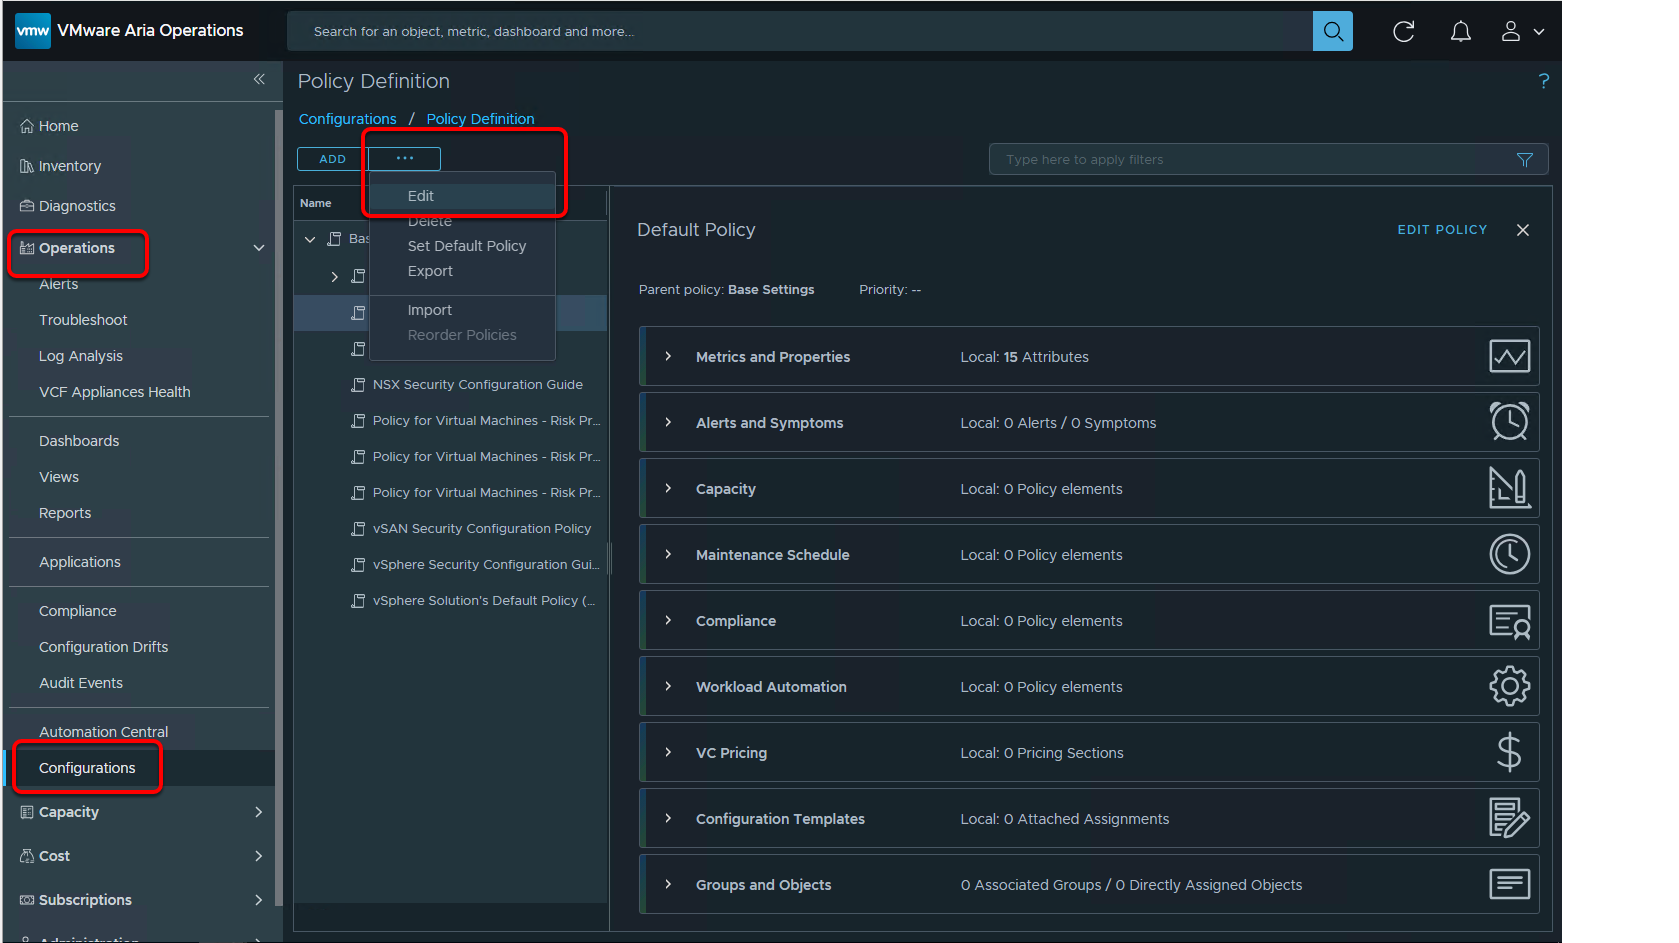 vmw VMware Aria Operations
Search for an object, metric, dashboard and more...
Policy Definition
?
Configurations / Policy Definition
ADD
...
Type here to apply filters
Home
Inventory
Diagnostics
Operations
Alerts
Troubleshoot
Log Analysis
VCF Appliances Health
Dashboards
Views
Reports
Applications
Compliance
Configuration Drifts
Audit Events
Automation Central
Configurations
Capacity
Cost
Subscriptions
Administration
Name
Bas
Edit
Delete
Set Default Policy
Export
Import
Reorder Policies
NSX Security Configuration Guide
Policy for Virtual Machines - Risk Pr...
Policy for Virtual Machines - Risk Pr...
Policy for Virtual Machines - Risk Pr...
vSAN Security Configuration Policy
vSphere Security Configuration Gui...
vSphere Solution's Default Policy (...
Default Policy
EDIT POLICY
Parent policy: Base Settings Priority: --
Metrics and Properties Local: 15 Attributes
Alerts and Symptoms Local: 0 Alerts / 0 Symptoms
Capacity Local: 0 Policy elements
Maintenance Schedule Local: 0 Policy elements
Compliance Local: 0 Policy elements
Workload Automation Local: 0 Policy elements
VC Pricing Local: 0 Pricing Sections
Configuration Templates Local: 0 Attached Assignments
Groups and Objects 0 Associated Groups / 0 Directly Assigned Objects